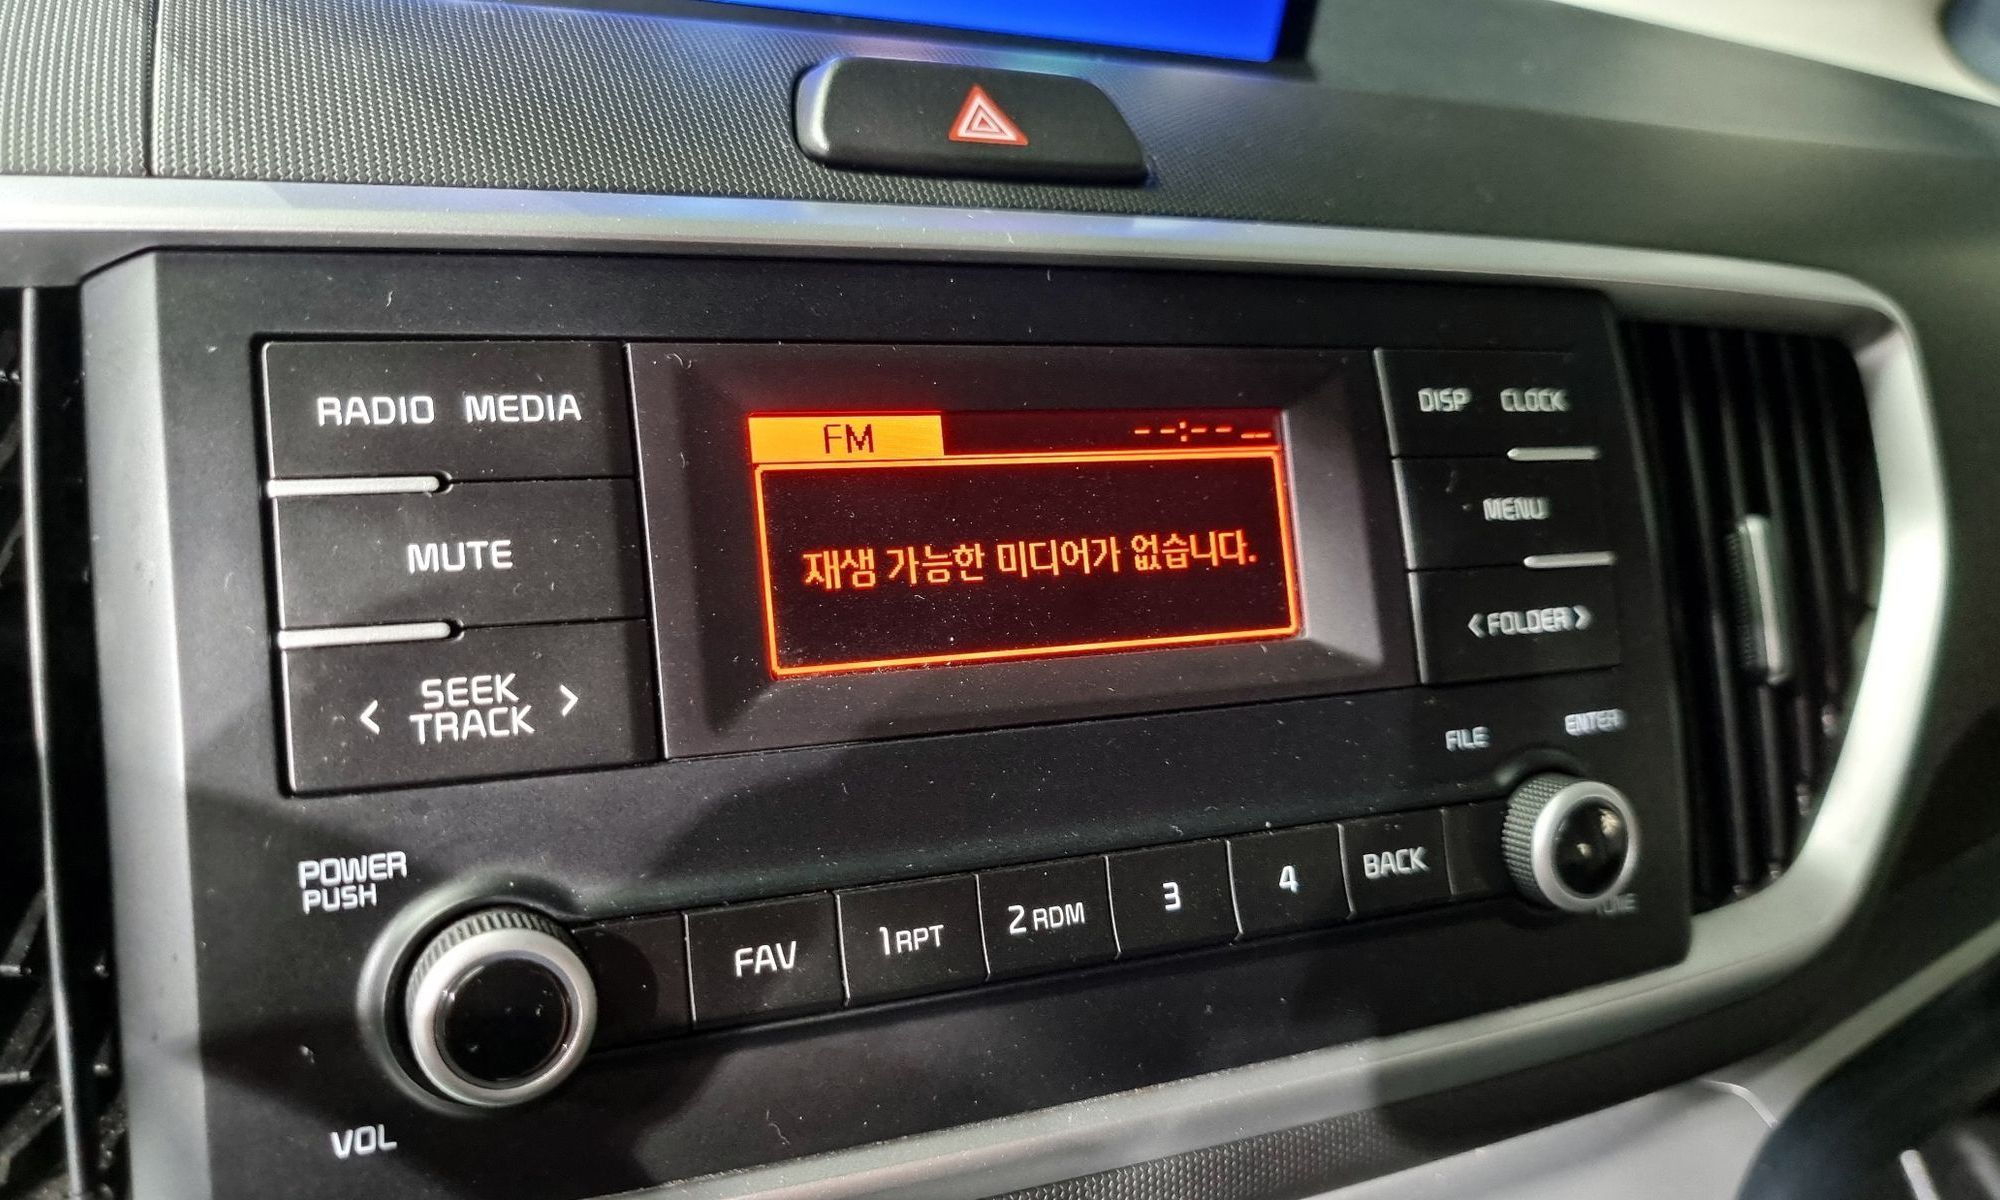 RADIO MEDIA
FM --:-- __
DISP CLOCK
MUTE
재생 가능한 미디어가 없습니다.
MENU
< SEEK TRACK >
<FOLDER>
FILE
ENTER
POWER
PUSH
FAV
1 RPT
2 RDM
3
4
BACK
TUNE
VOL